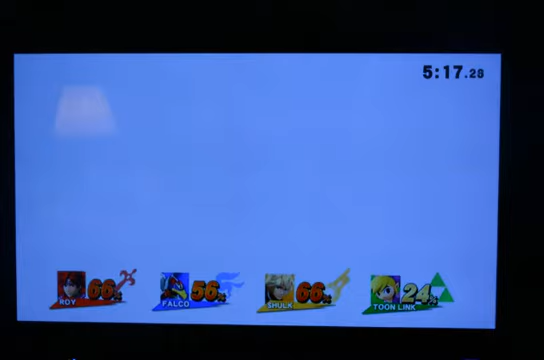 5:17.28
66%
ROY
56%
FALCO
66%
SHULK
24%
TOON LINK